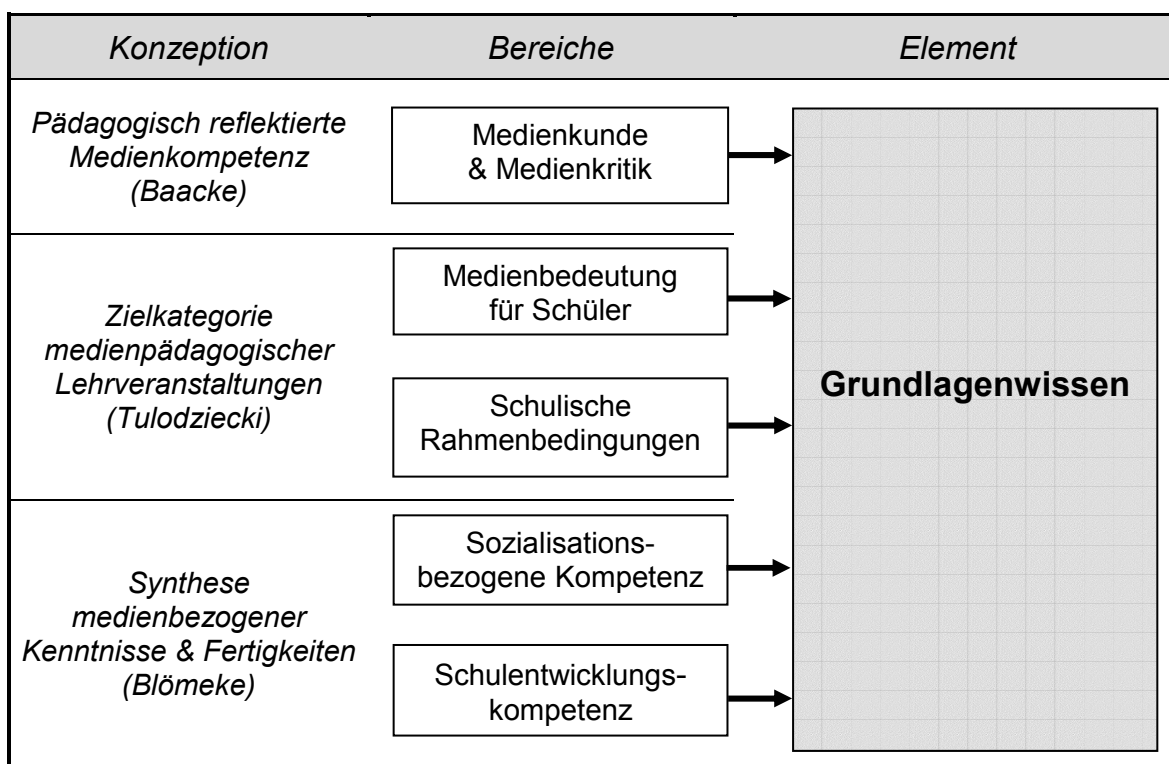 Konzeption Bereiche Element
Pädagogisch reflektierte
Medienkompetenz
(Baacke)
Medienkunde
& Medienkritik
Zielkategorie
medienpädagogischer
Lehrveranstaltungen
(Tulodziecki)
Medienbedeutung
für Schüler
Schulische
Rahmenbedingungen
Synthese
medienbezogener
Kenntnisse & Fertigkeiten
(Blömeke)
Sozialisations-
bezogene Kompetenz
Schulentwicklungs-
kompetenz
Grundlagenwissen